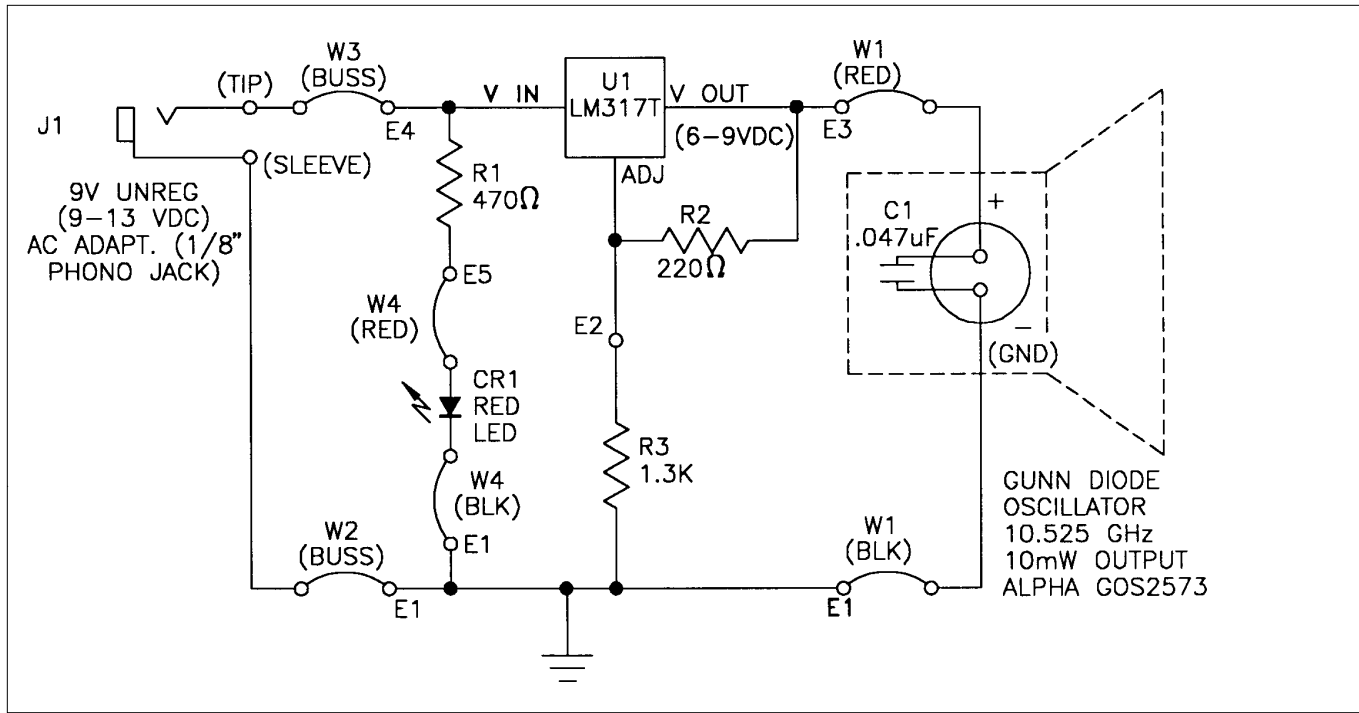 J1
(TIP)
(SLEEVE)
9V UNREG
(9-13 VDC)
AC ADAPT. (1/8"
PHONO JACK)
W3
(BUSS)
E4
V IN
U1
LM317T
ADJ
V OUT
(6-9VDC)
W1
(RED)
E3
R1
470Ω
E5
W4
(RED)
CR1
RED
LED
W4
(BLK)
E1
R2
220Ω
E2
R3
1.3K
C1
.047uF
+
−
(GND)
W2
(BUSS)
E1
W1
(BLK)
E1
GUNN DIODE
OSCILLATOR
10.525 GHz
10mW OUTPUT
ALPHA GOS2573